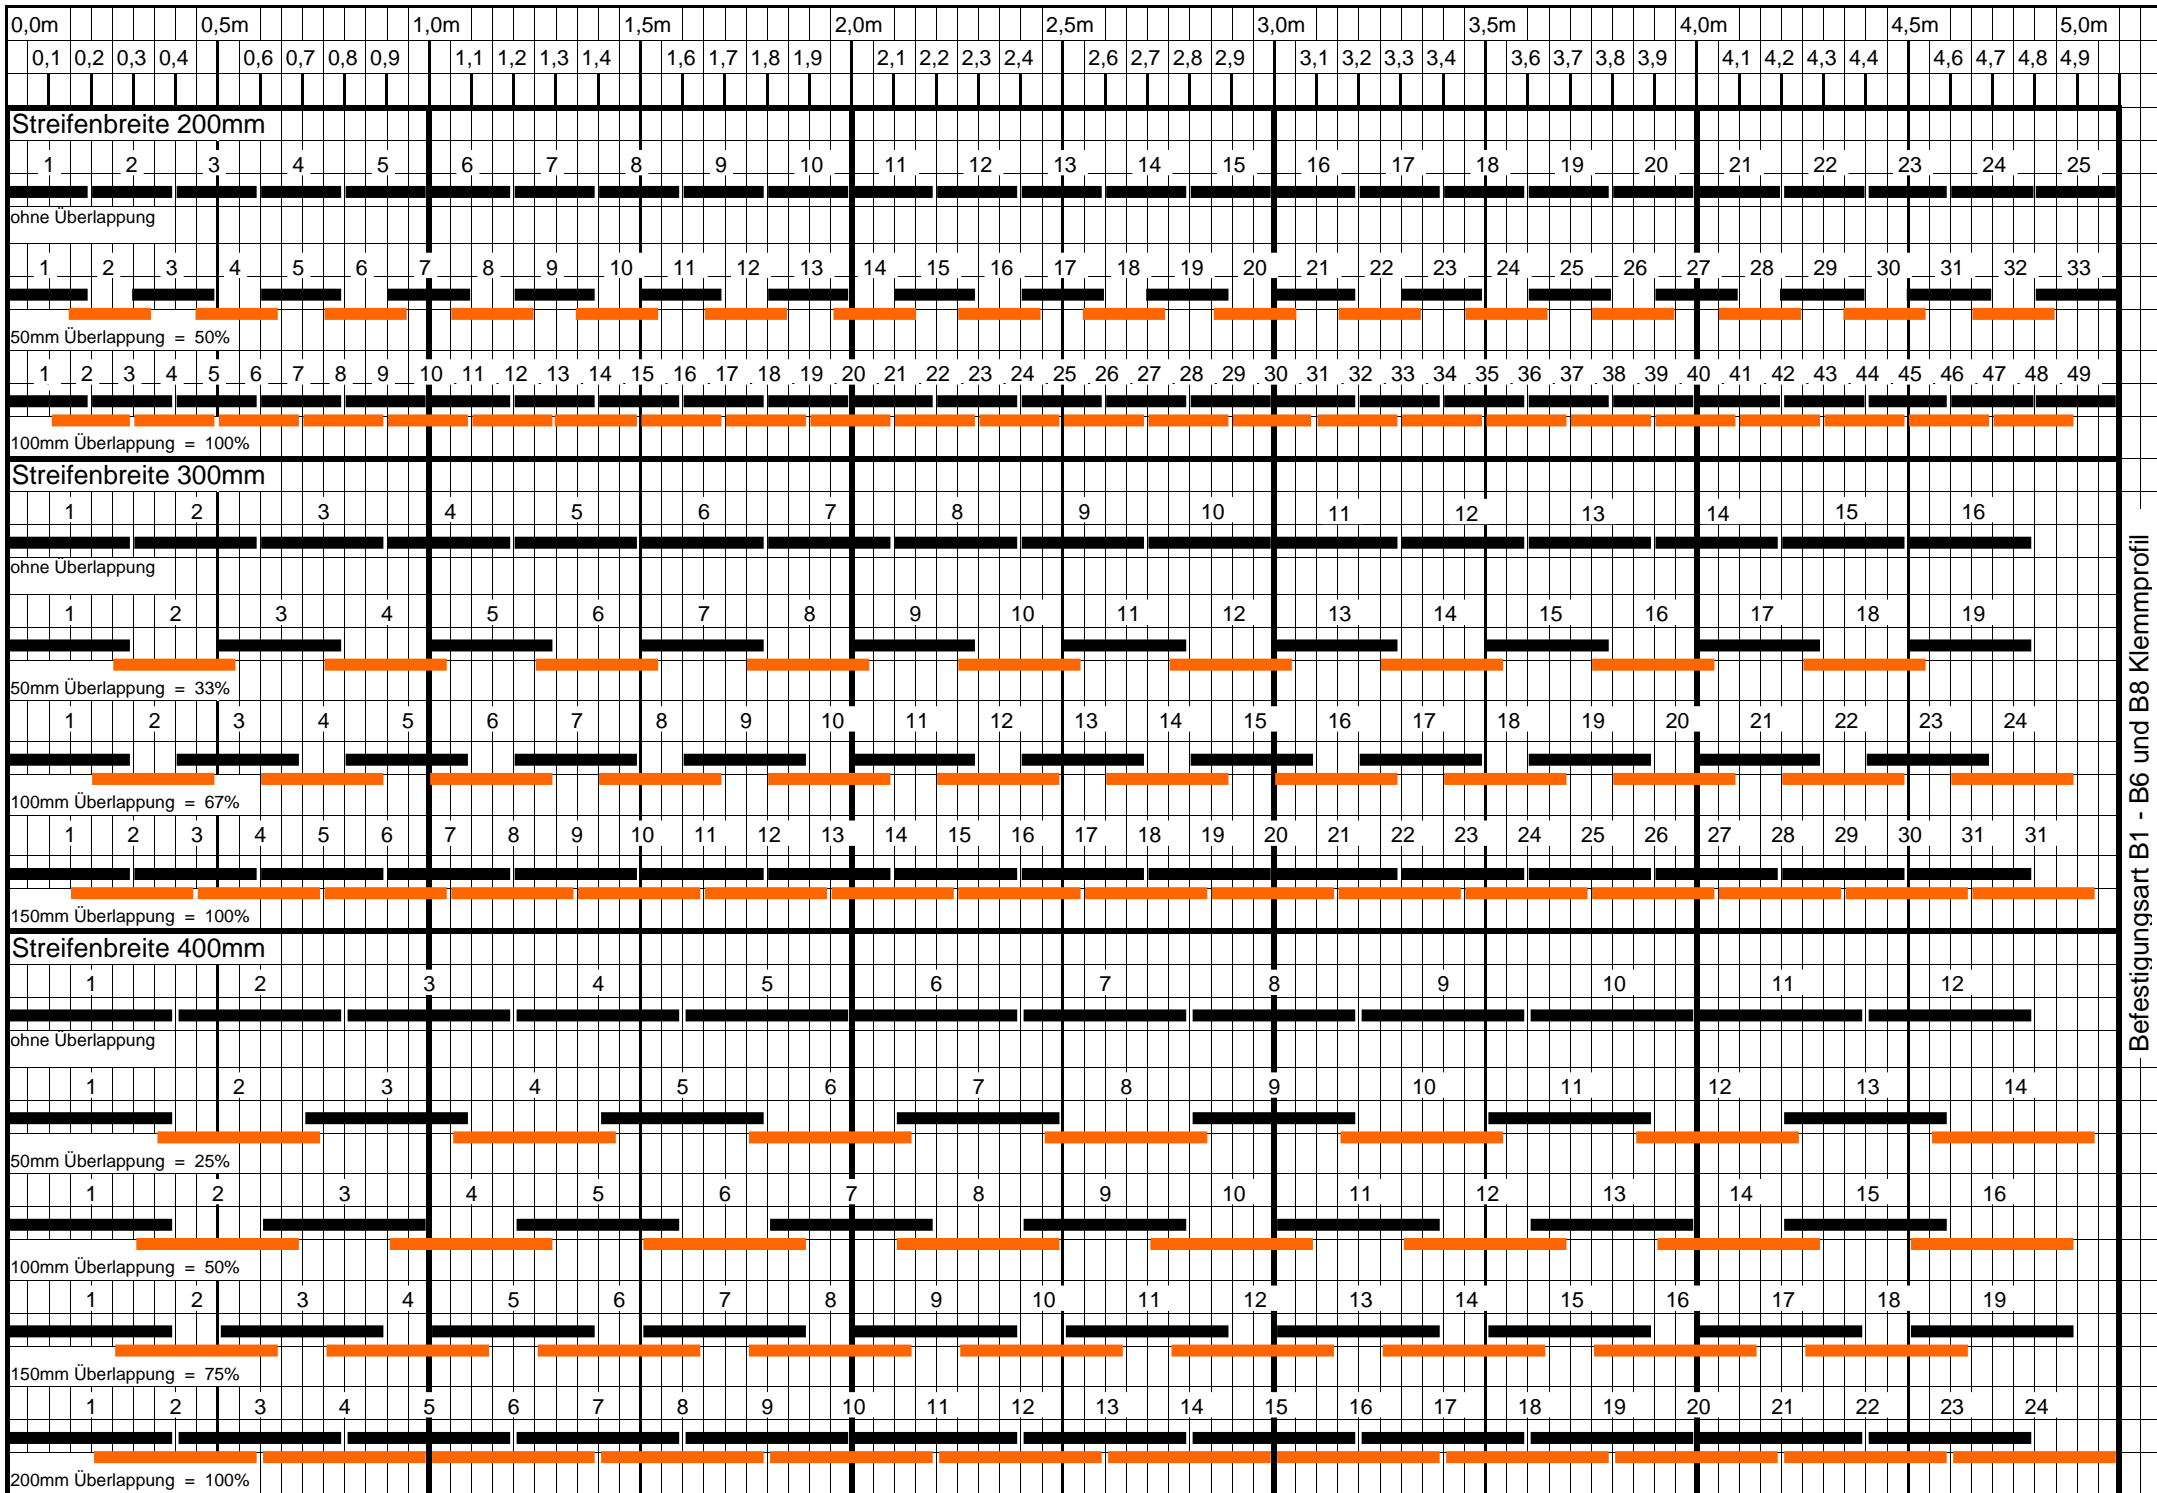 0,0m 0,5m 1,0m 1,5m 2,0m 2,5m 3,0m 3,5m 4,0m 4,5m 5,0m
0,1 0,2 0,3 0,4 0,6 0,7 0,8 0,9 1,1 1,2 1,3 1,4 1,6 1,7 1,8 1,9 2,1 2,2 2,3 2,4 2,6 2,7 2,8 2,9 3,1 3,2 3,3 3,4 3,6 3,7 3,8 3,9 4,1 4,2 4,3 4,4 4,6 4,7 4,8 4,9
Streifenbreite 200mm
1 2 3 4 5 6 7 8 9 10 11 12 13 14 15 16 17 18 19 20 21 22 23 24 25
ohne Überlappung
1 2 3 4 5 6 7 8 9 10 11 12 13 14 15 16 17 18 19 20 21 22 23 24 25 26 27 28 29 30 31 32 33
50mm Überlappung = 50%
1 2 3 4 5 6 7 8 9 10 11 12 13 14 15 16 17 18 19 20 21 22 23 24 25 26 27 28 29 30 31 32 33 34 35 36 37 38 39 40 41 42 43 44 45 46 47 48 49
100mm Überlappung = 100%
Streifenbreite 300mm
1 2 3 4 5 6 7 8 9 10 11 12 13 14 15 16
ohne Überlappung
1 2 3 4 5 6 7 8 9 10 11 12 13 14 15 16 17 18 19
50mm Überlappung = 33%
1 2 3 4 5 6 7 8 9 10 11 12 13 14 15 16 17 18 19 20 21 22 23 24
100mm Überlappung = 67%
1 2 3 4 5 6 7 8 9 10 11 12 13 14 15 16 17 18 19 20 21 22 23 24 25 26 27 28 29 30 31 31
150mm Überlappung = 100%
Streifenbreite 400mm
1 2 3 4 5 6 7 8 9 10 11 12
ohne Überlappung
1 2 3 4 5 6 7 8 9 10 11 12 13 14
50mm Überlappung = 25%
1 2 3 4 5 6 7 8 9 10 11 12 13 14 15 16
100mm Überlappung = 50%
1 2 3 4 5 6 7 8 9 10 11 12 13 14 15 16 17 18 19
150mm Überlappung = 75%
1 2 3 4 5 6 7 8 9 10 11 12 13 14 15 16 17 18 19 20 21 22 23 24
200mm Überlappung = 100%
Befestigungsart B1 - B6 und B8 Klemmprofil